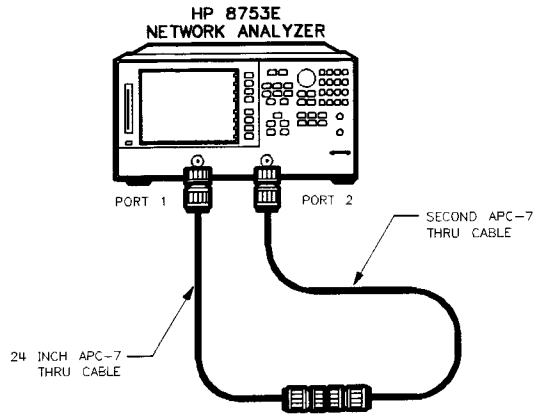 HP 8753E
NETWORK ANALYZER
PORT 1
PORT 2
SECOND APC-7
THRU CABLE
24 INCH APC-7
THRU CABLE